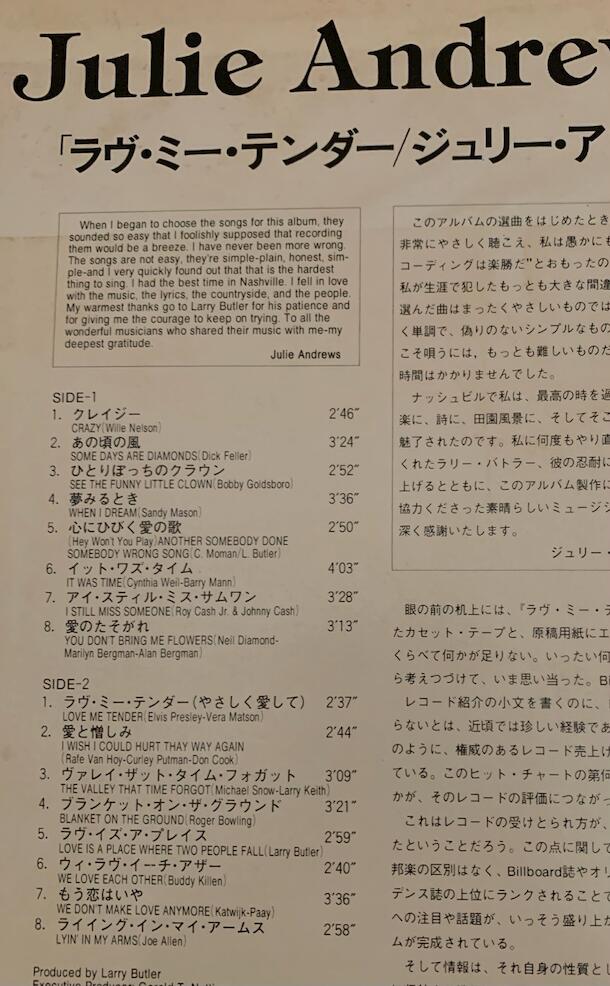 Julie Andre
「ラヴ・ミー・テンダー/ジュリー・ア
When I began to choose the songs for this album, they
sounded so easy that I foolishly supposed that recording
them would be a breeze. I have never been more wrong.
The songs are not easy, they're simple-plain, honest, sim-
ple-and I very quickly found out that that is the hardest
thing to sing. I had the best time in Nashville. I fell in love
with the music, the lyrics, the countryside, and the people.
My warmest thanks go to Larry Butler for his patience and
for giving me the courage to keep on trying. To all the
wonderful musicians who shared their music with me-my
deepest gratitude.
Julie Andrews
SIDE-1
1. クレイジー 2'46"
CRAZY(Wille Nelson)
2. あの頃の風 3'24"
SOME DAYS ARE DIAMONDS(Dick Feller)
3. ひとりぼっちのクラウン 2'52"
SEE THE FUNNY LITTLE CLOWN(Bobby Goldsboro)
4. 夢みるとき 3'36"
WHEN I DREAM(Sandy Mason)
5. 心にひびく愛の歌 2'50"
(Hey Won't You Play)ANOTHER SOMEBODY DONE
SOMEBODY WRONG SONG(C. Moman/L. Butler)
6. イット・ワズ・タイム 4'03"
IT WAS TIME(Cynthia Weil-Barry Mann)
7. アイ・スティル・ミス・サムワン 3'28"
I STILL MISS SOMEONE(Roy Cash Jr. & Johnny Cash)
8. 愛のたそがれ 3'13"
YOU DON'T BRING ME FLOWERS(Neil Diamond-
Marilyn Bergman-Alan Bergman)
SIDE-2
1. ラヴ・ミー・テンダー(やさしく愛して) 2'37"
LOVE ME TENDER(Elvis Presley-Vera Matson)
2. 愛と憎しみ 2'44"
I WISH I COULD HURT THAY WAY AGAIN
(Rafe Van Hoy-Curley Putman-Don Cook)
3. ヴァレイ・ザット・タイム・フォガット 3'09"
THE VALLEY THAT TIME FORGOT(Michael Snow-Larry Keith)
4. ブランケット・オン・ザ・グラウンド 3'21"
BLANKET ON THE GROUND(Roger Bowling)
5. ラヴ・イズ・ア・プレイス 2'59"
LOVE IS A PLACE WHERE TWO PEOPLE FALL(Larry Butler)
6. ウィ・ラヴ・イーチ・アザー 2'40"
WE LOVE EACH OTHER(Buddy Killen)
7. もう恋はいや 3'36"
WE DON'T MAKE LOVE ANYMORE(Katwijk-Paay)
8. ライイング・イン・マイ・アームス 2'58"
LYIN' IN MY ARMS(Joe Allen)
Produced by Larry Butler
Executive Producer:
このアルバムの選曲をはじめたとき
非常にやさしく聴こえ、私は愚かにも
コーディングは楽勝だ"とおもったの
私が生涯で犯したもっとも大きな間違
選んだ曲はまったくやさしいものでは
く単調で、偽りのないシンプルなもの
こそ唄うには、もっとも難しいものだ
時間はかかりませんでした。
ナッシュビルで私は、最高の時を過
楽に、詩に、田園風景に、そしてそこ
魅了されたのです。私に何度もやり直
くれたラリー・バトラー、彼の忍耐に
上げるとともに、このアルバム製作に
協力くださった素晴らしいミュージシ
深く感謝いたします。
ジュリー・
眼の前の机上には、『ラヴ・ミー・テ
たカセット・テープと、原稿用紙にエ
くらべて何かが足りない。いったい何
ら考えつづけて、いま思い当った。
レコード紹介の小文を書くのに、
らないとは、近頃では珍しい経験であ
のように、権威のあるレコード売上げ
ている。このヒット・チャートの第何
かが、そのレコードの評価につながっ
これはレコードの受けとられ方が、
たということだろう。この点に関して
邦楽の区別はなく、Billboard誌やオリ
デンス誌の上位にランクされることで
への注目や話題が、いっそう盛り上が
ムが完成されている。
そして情報は、それ自身の性質とし